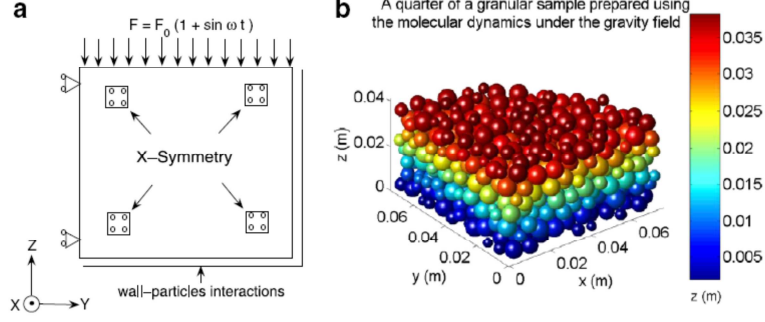 a
F = F0 (1 + sin ω t )
X–Symmetry
Z
X
Y
wall–particles interactions
b
A quarter of a granular sample prepared using
the molecular dynamics under the gravity field
z (m)
0.04
0.02
0
0.06
0.04
0.02
0
y (m)
0
0.02
0.04
0.06
x (m)
0.035
0.03
0.025
0.02
0.015
0.01
0.005
z (m)